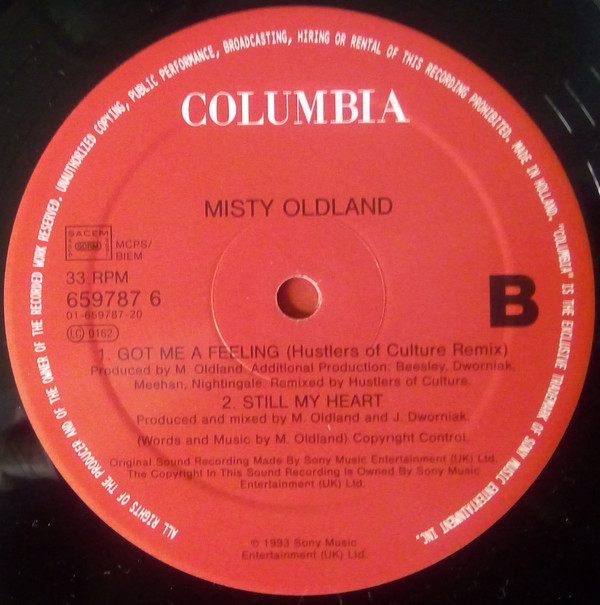 ALL RIGHTS OF THE PRODUCER AND OF THE OWNER OF THE RECORDED WORK RESERVED. UNAUTHORIIZED COPYING, PUBLIC PERFORMANCE, BROADCASTING, HIRING OR RENTAL OF THIS RECORDING PROHIBITED. MADE IN HOLLAND. "COLUMBIA" IS THE EXCLUSIVE TRADEMARK OF SONY MUSIC ENTERTAINMENT INC.
COLUMBIA
MISTY OLDLAND
SACEM
SDRM
MCPS/
BIEM
33 RPM
659787 6
01-659787-20
LC 6162
B
1. GOT ME A FEELING (Hustlers of Culture Remix)
Produced by M. Oldland. Additional Production: Beesley, Dworniak,
Meehan, Nightingale. Remixed by Hustlers of Culture.
2. STILL MY HEART
Produced and mixed by M. Oldland and J. Dworniak.
(Words and Music by M. Oldland) Copyright Control.
Original Sound Recording Made By Sony Music Entertainment (UK) Ltd.
The Copyright In This Sound Recording Is Owned By Sony Music
Entertainment (UK) Ltd.
℗ 1993 Sony Music
Entertainment (UK) Ltd.